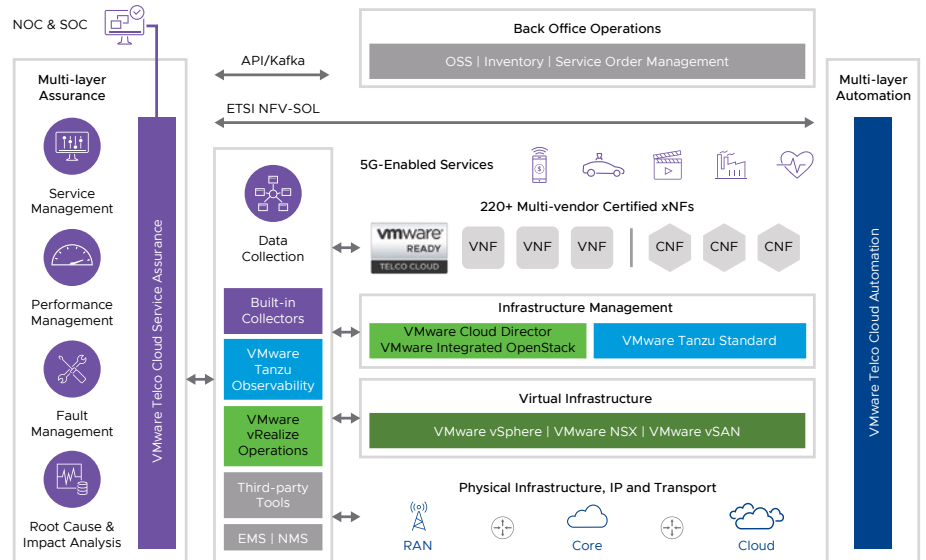 NOC & SOC
Multi-layer
Assurance
Service
Management
Performance
Management
Fault
Management
Root Cause &
Impact Analysis
VMware Telco Cloud Service Assurance
API/Kafka
ETSI NFV-SOL
Back Office Operations
OSS | Inventory | Service Order Management
Data
Collection
Built-in
Collectors
VMware
Tanzu
Observability
VMware
vRealize
Operations
Third-party
Tools
EMS | NMS
5G-Enabled Services
220+ Multi-vendor Certified xNFs
vmware®
READY
TELCO CLOUD
VNF
VNF
VNF
CNF
CNF
CNF
Infrastructure Management
VMware Cloud Director
VMware Integrated OpenStack
VMware Tanzu Standard
Virtual Infrastructure
VMware vSphere | VMware NSX | VMware vSAN
Physical Infrastructure, IP and Transport
RAN
Core
Cloud
Multi-layer
Automation
VMware Telco Cloud Automation